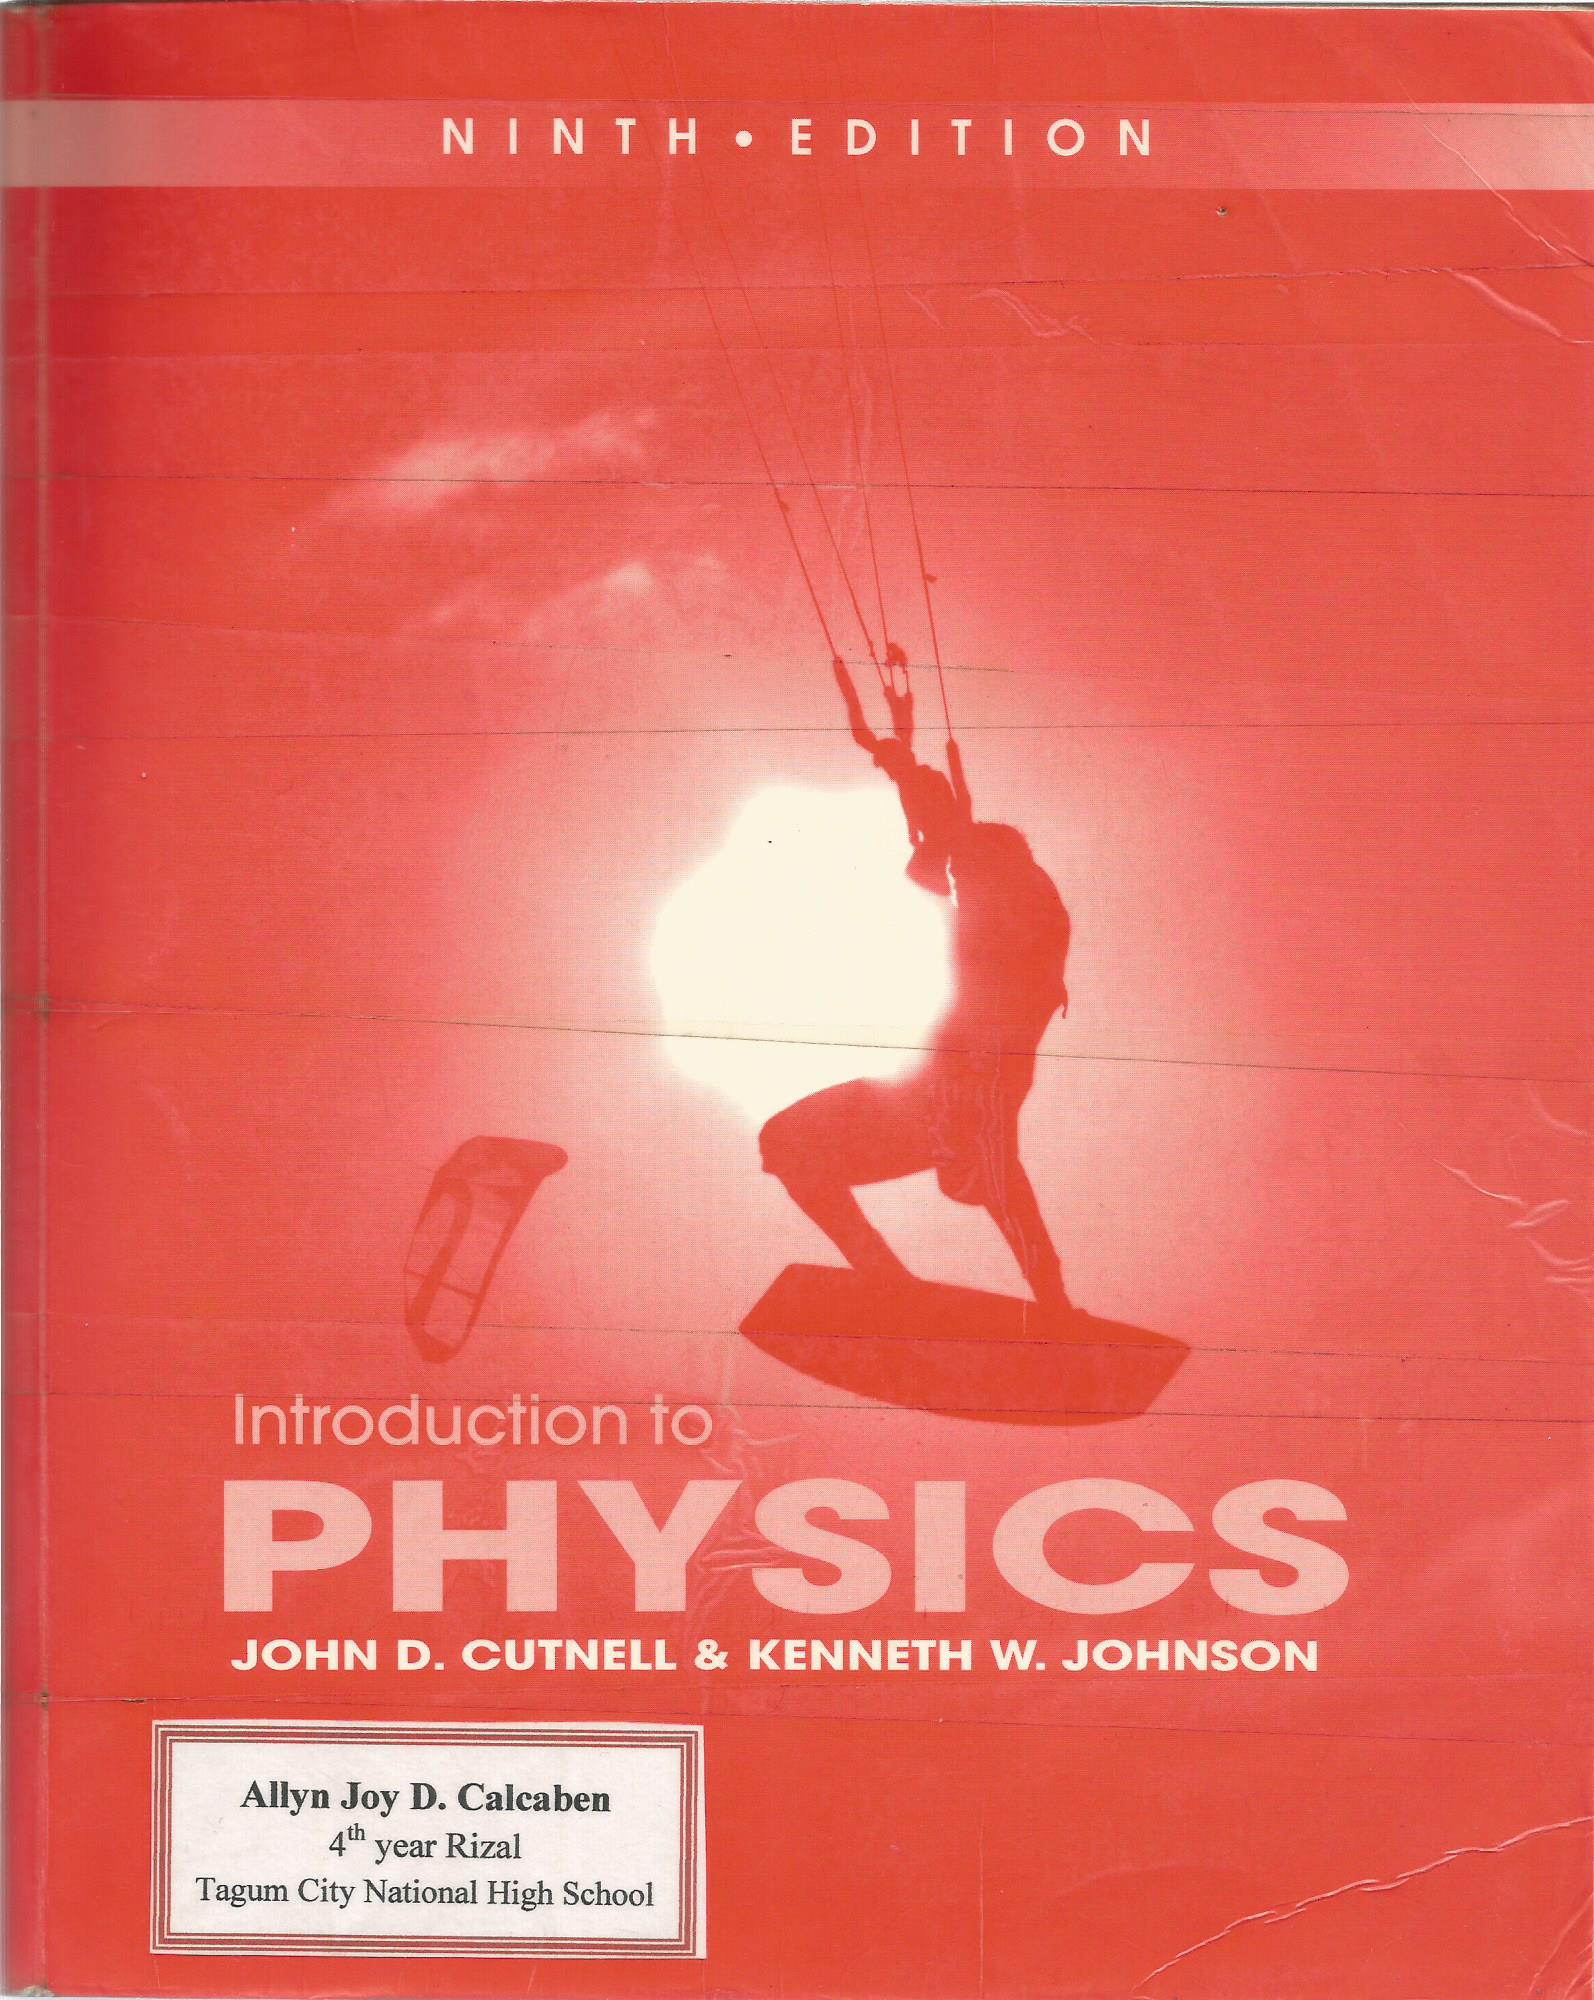 NINTH • EDITION
Introduction to
PHYSICS
JOHN D. CUTNELL & KENNETH W. JOHNSON
Allyn Joy D. Calcaben
4th year Rizal
Tagum City National High School